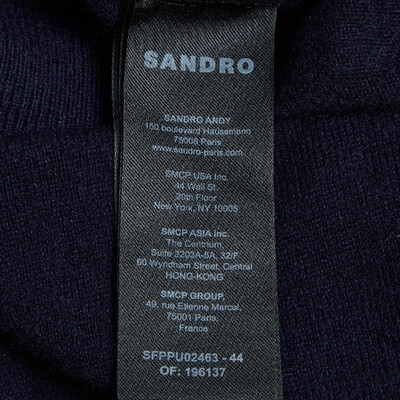 SANDRO
SANDRO ANDY
150 boulevard Haussmann
75008 Paris
www.sandro-paris.com
SMCP USA Inc.
44 Wall St.
20th Floor
New York, NY 10005
SMCP ASIA Inc.
The Centrium,
Suite 3203A-5A, 32/F
60 Wyndham Street, Central
HONG-KONG
SMCP GROUP.
49, rue Etienne Marcel,
75001 Paris,
France
SFPPU02463 - 44
OF: 196137